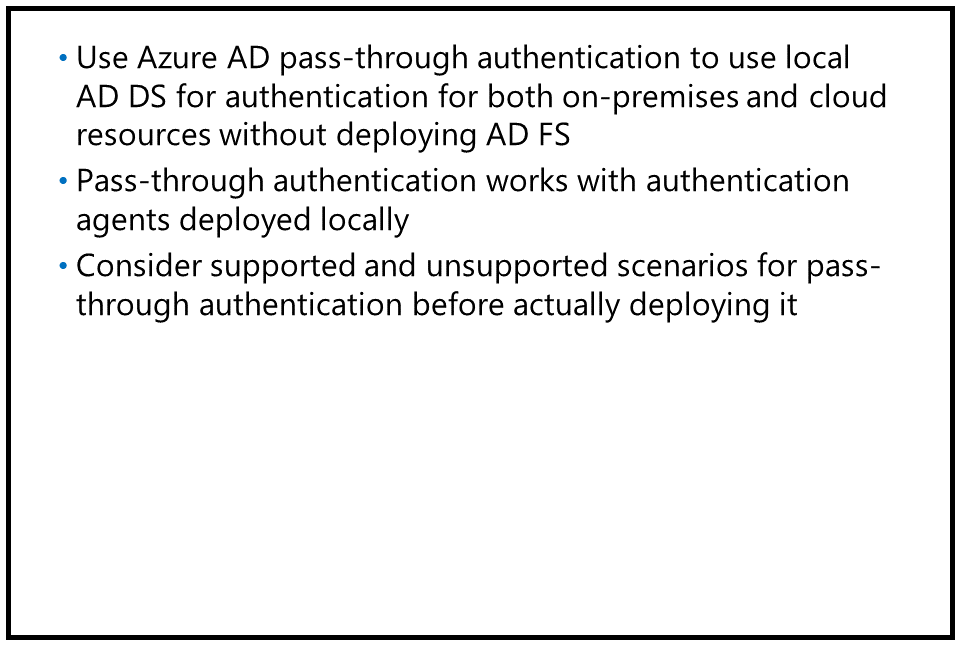 • Use Azure AD pass-through authentication to use local
AD DS for authentication for both on-premises and cloud
resources without deploying AD FS
• Pass-through authentication works with authentication
agents deployed locally
• Consider supported and unsupported scenarios for pass-
through authentication before actually deploying it